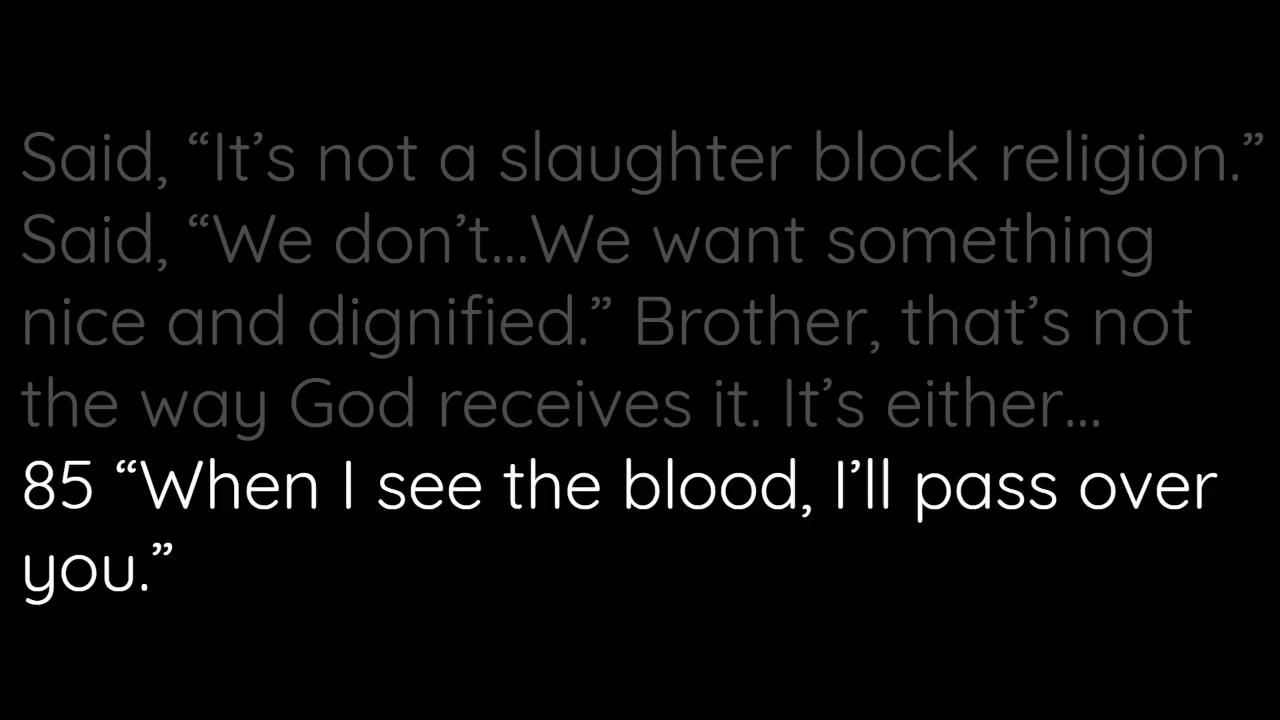 Said, “It’s not a slaughter block religion.”
Said, “We don’t...We want something
nice and dignified.” Brother, that’s not
the way God receives it. It’s either...
85 “When I see the blood, I’ll pass over
you.”